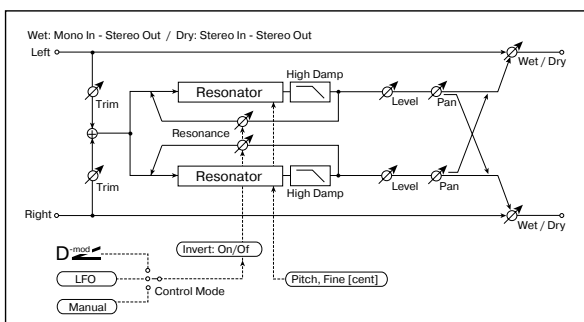 Wet: Mono In - Stereo Out / Dry: Stereo In - Stereo Out
Left
Wet / Dry
High Damp
Resonator
Trim
Level
Pan
Resonance
Resonator
High Damp
Level
Pan
Trim
Right
Wet / Dry
D-mod
Invert: On/Of
LFO
Pitch, Fine [cent]
Control Mode
Manual